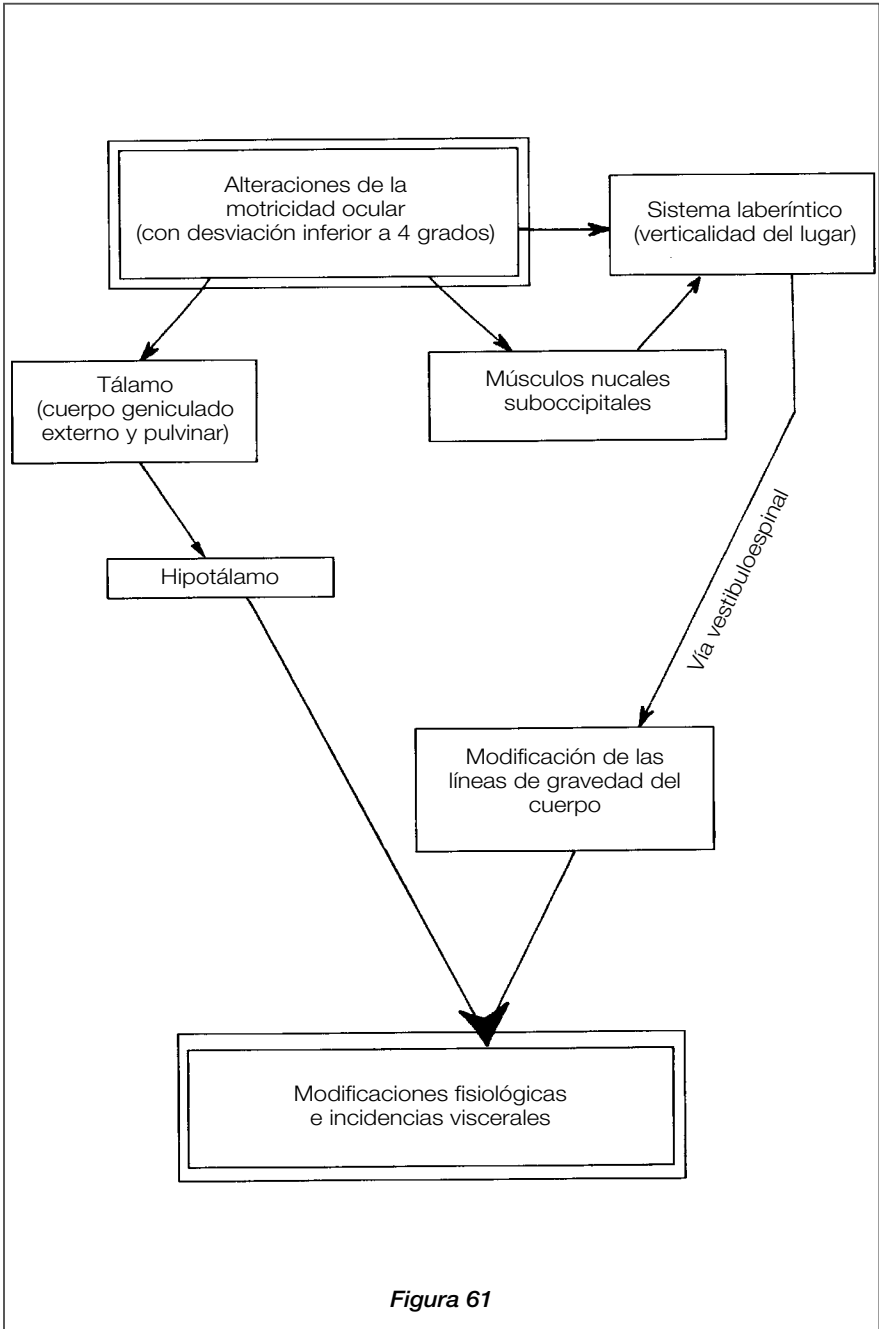 Alteraciones de la
motricidad ocular
(con desviación inferior a 4 grados)
Sistema laberíntico
(verticalidad del lugar)
Tálamo
(cuerpo geniculado
externo y pulvinar)
Músculos nucales
suboccipitales
Hipotálamo
Vía vestibuloespinal
Modificación de las
líneas de gravedad del
cuerpo
Modificaciones fisiológicas
e incidencias viscerales
Figura 61